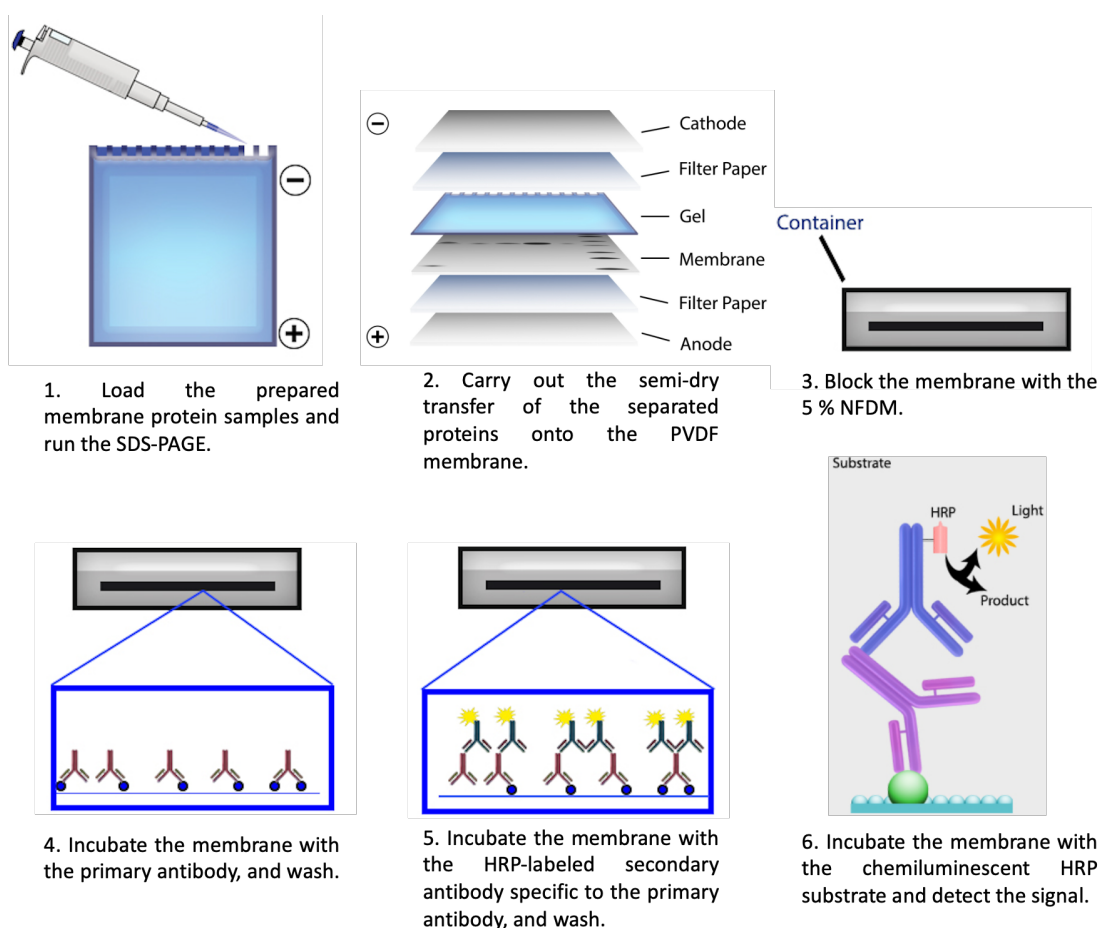 −
+
1. Load the prepared
membrane protein samples and
run the SDS-PAGE.
−
Cathode
Filter Paper
Gel
Membrane
Filter Paper
+
Anode
2. Carry out the semi-dry
transfer of the separated
proteins onto the PVDF
membrane.
Container
3. Block the membrane with the
5 % NFDM.
4. Incubate the membrane with
the primary antibody, and wash.
5. Incubate the membrane with
the HRP-labeled secondary
antibody specific to the primary
antibody, and wash.
Substrate
HRP
Light
Product
6. Incubate the membrane with
the chemiluminescent HRP
substrate and detect the signal.